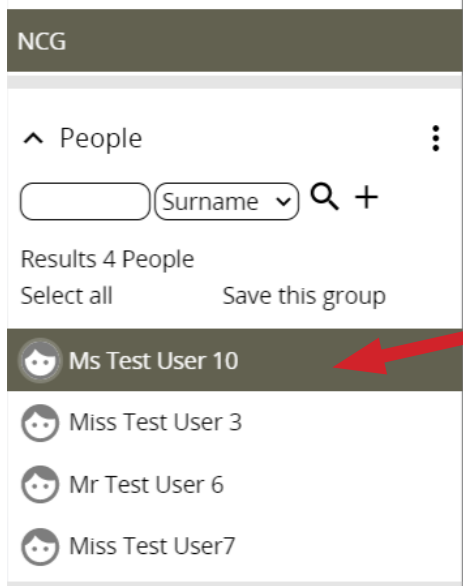 NCG
People
Surname
Results 4 People
Select all Save this group
Ms Test User 10
Miss Test User 3
Mr Test User 6
Miss Test User7